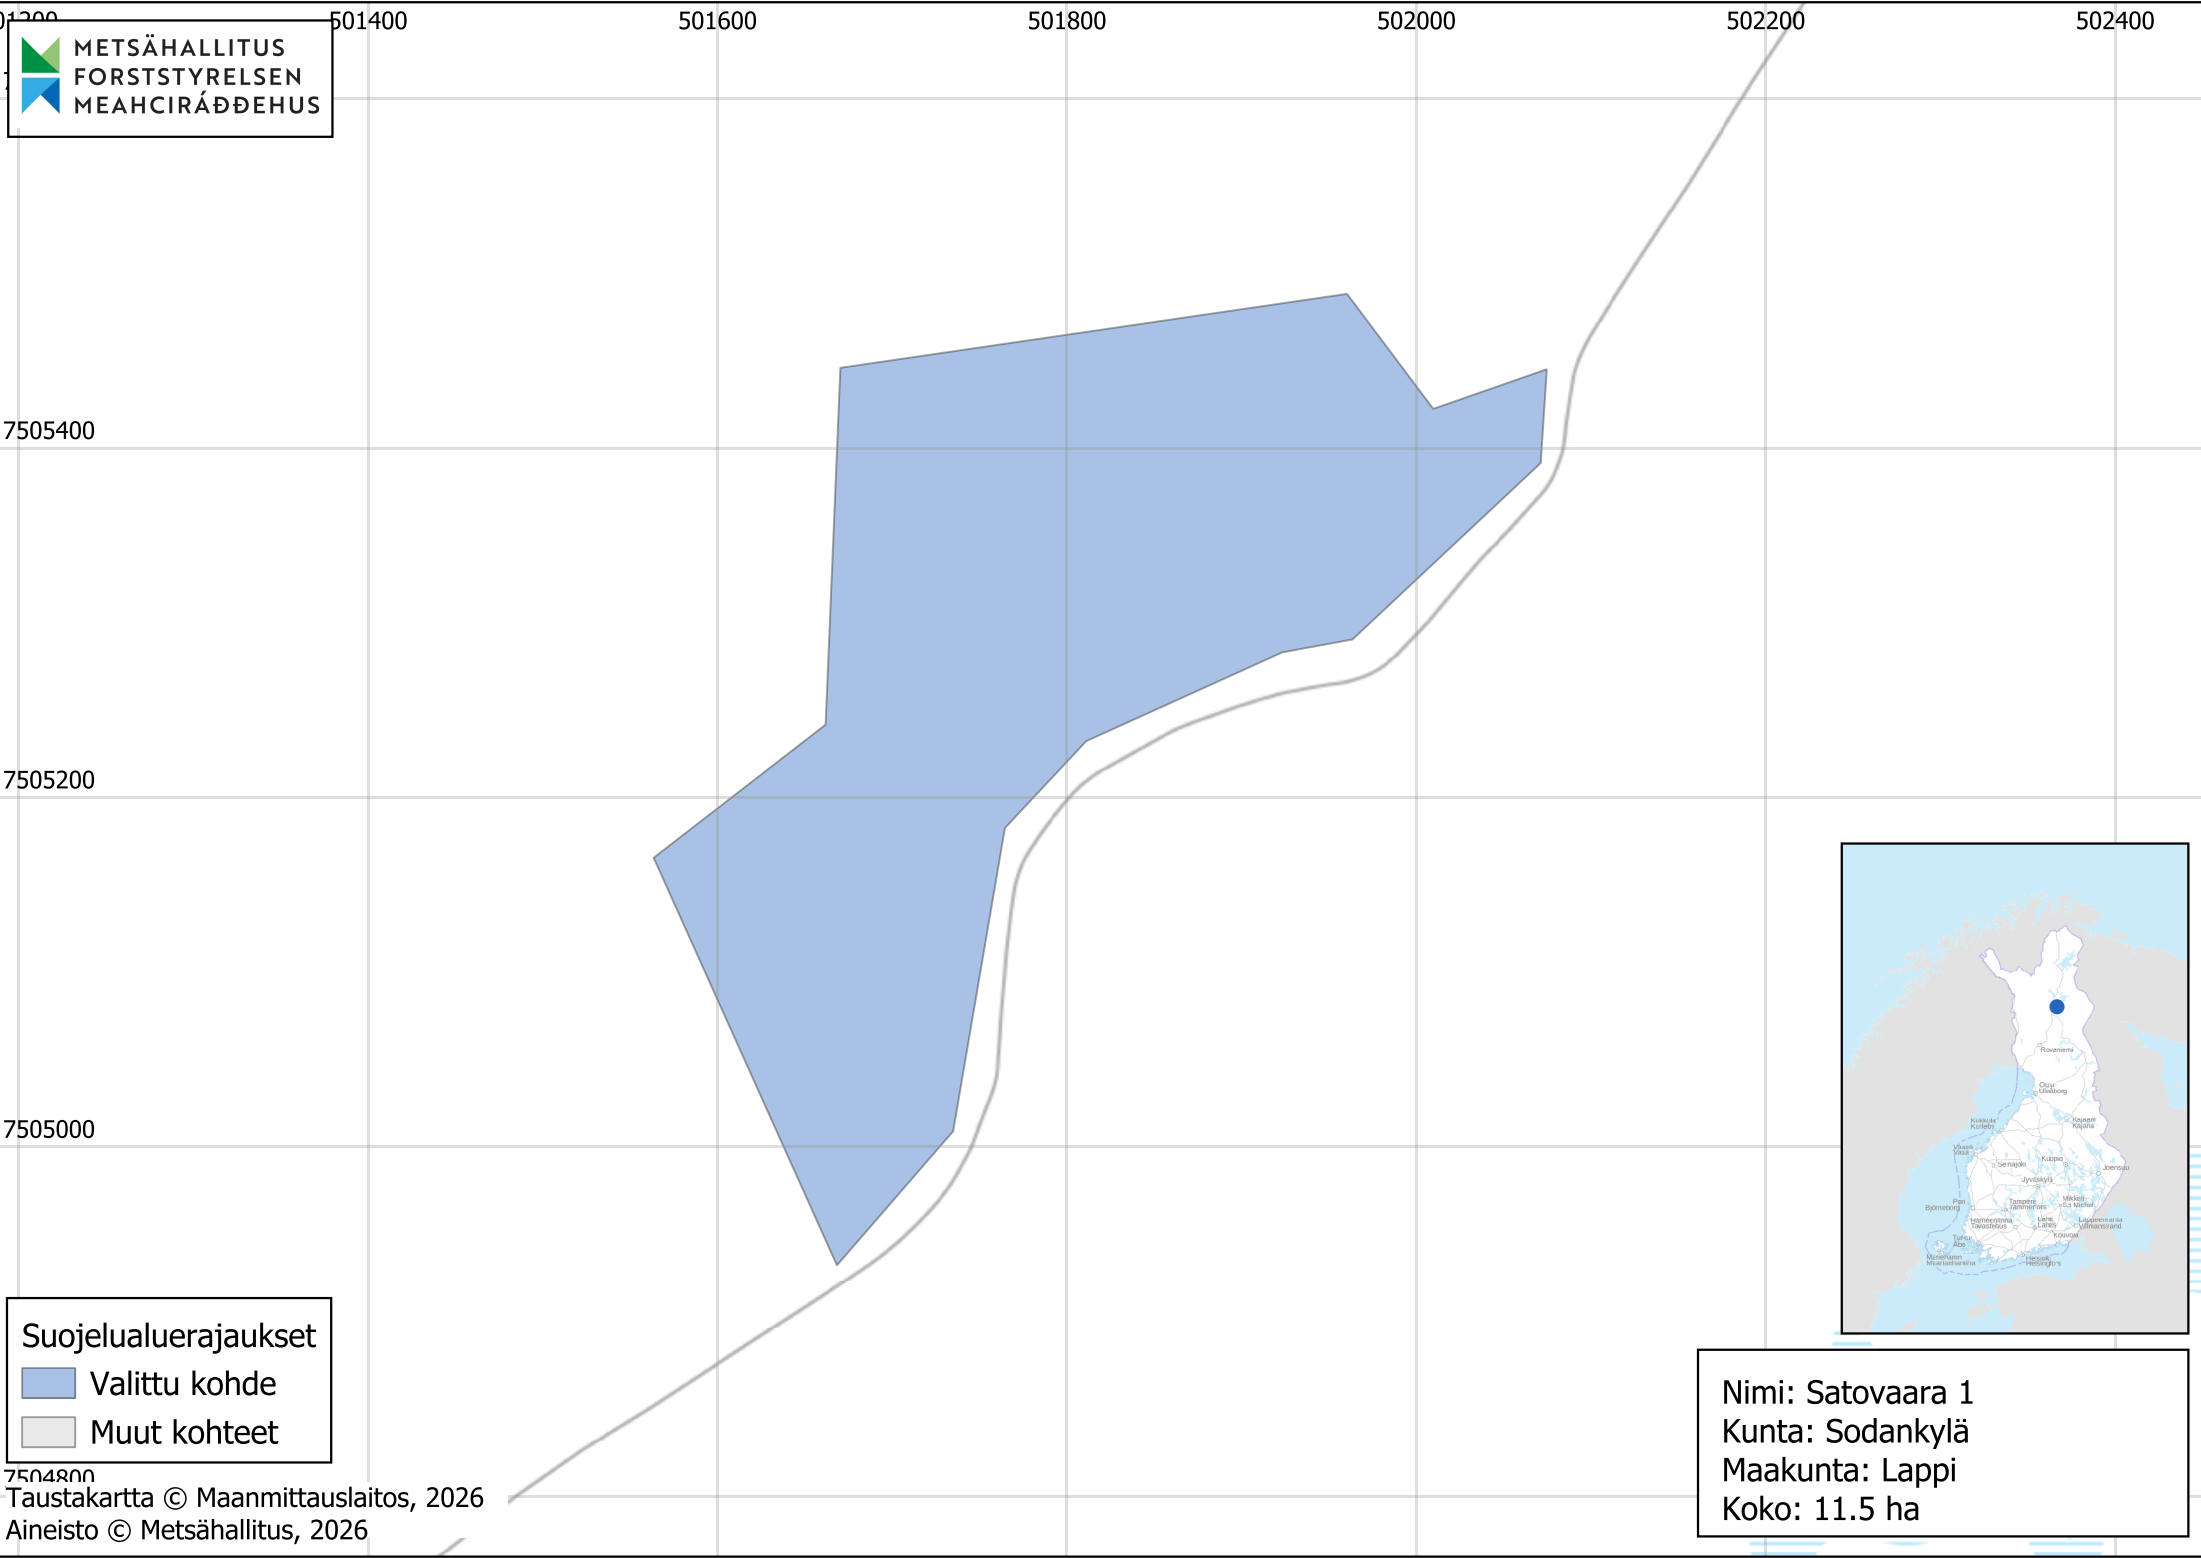 501400
501600
501800
502000
502200
502400
METSÄHALLITUS
FORSTSTYRELSEN
MEAHCIRÁĐĐEHUS
7505400
7505200
7505000
7504800
Rovaniemi
Oulu
Uleåborg
Kokkola
Karleby
Kajaani
Kajana
Vaasa
Vasa
Seinäjoki
Kuopio
Joensuu
Jyväskylä
Pori
Björneborg
Tampere
Tammerfors
Mikkeli
S:t Michel
Hämeenlinna
Tavastehus
Lahti
Lahtis
Lappeenranta
Villmanstrand
Kouvola
Turku
Åbo
Helsinki
Helsingfors
Suojelualuerajaukset
Valittu kohde
Muut kohteet
Taustakartta © Maanmittauslaitos, 2026
Aineisto © Metsähallitus, 2026
Nimi: Satovaara 1
Kunta: Sodankylä
Maakunta: Lappi
Koko: 11.5 ha